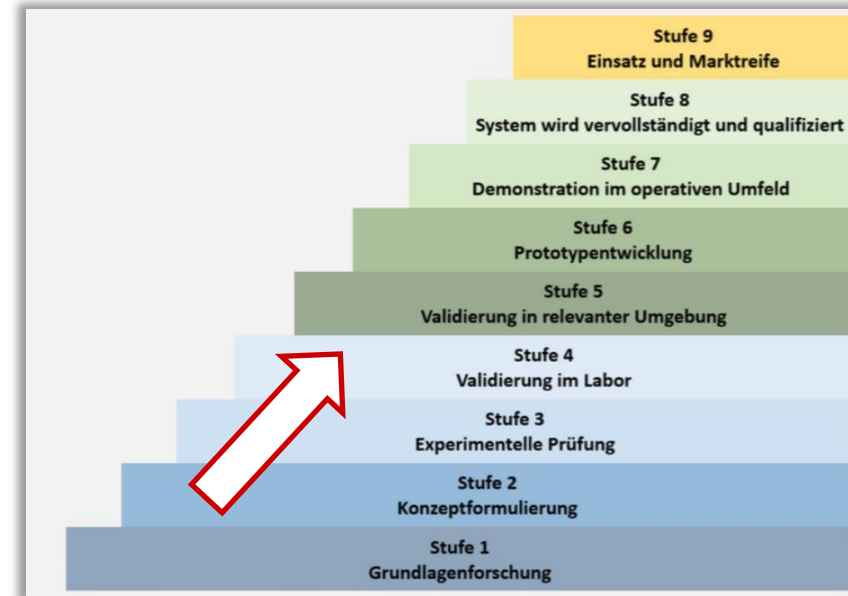 Stufe 9
Einsatz und Marktreife
Stufe 8
System wird vervollständigt und qualifiziert
Stufe 7
Demonstration im operativen Umfeld
Stufe 6
Prototypentwicklung
Stufe 5
Validierung in relevanter Umgebung
Stufe 4
Validierung im Labor
Stufe 3
Experimentelle Prüfung
Stufe 2
Konzeptformulierung
Stufe 1
Grundlagenforschung